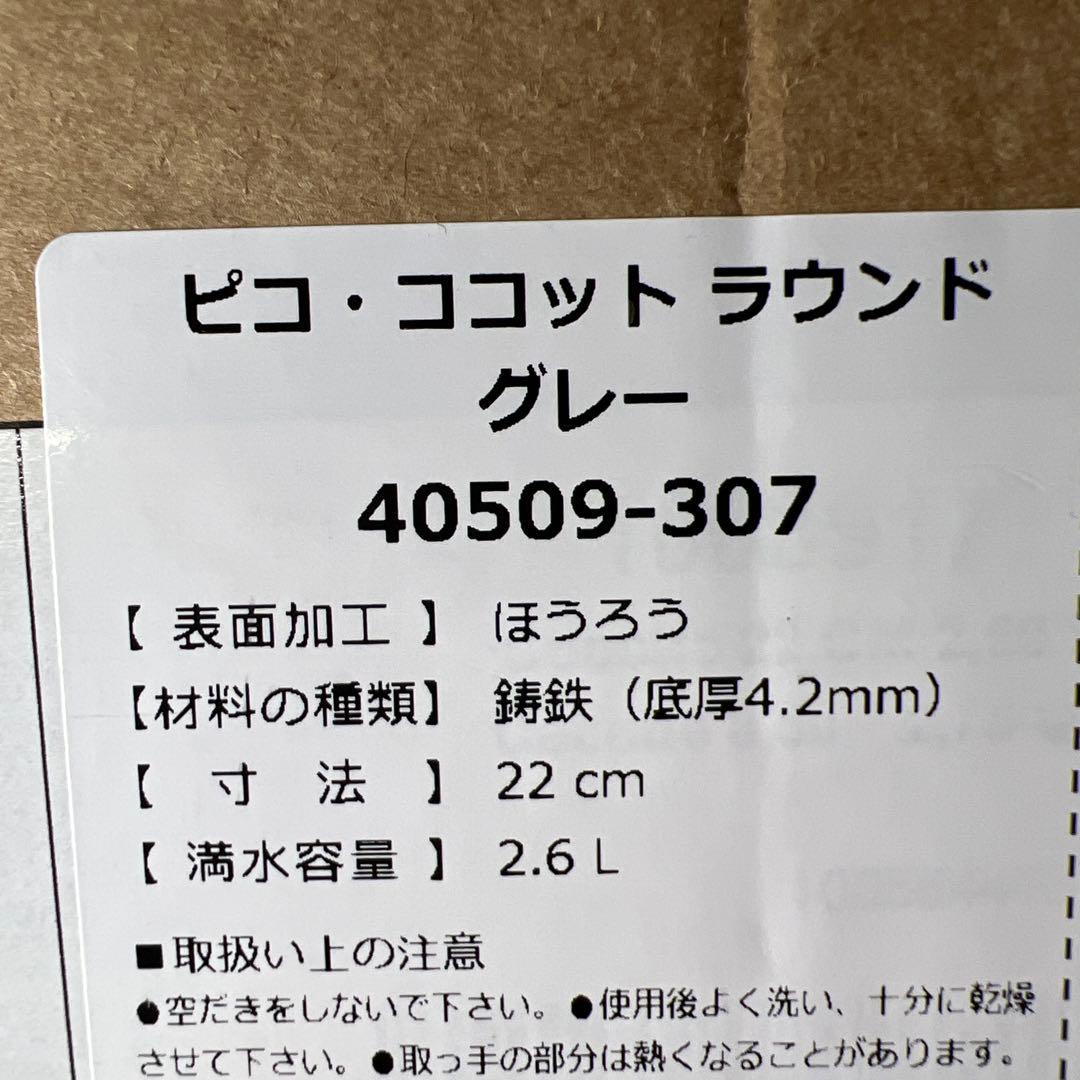 ピコ・ココット ラウンド
グレー
40509-307
【 表面加工 】 ほうろう
【材料の種類】 鋳鉄（底厚4.2mm）
【 寸 法 】 22 cm
【 満水容量 】 2.6 L
■取扱い上の注意
●空だきをしないで下さい。●使用後よく洗い、十分に乾燥
させて下さい。●取っ手の部分は熱くなることがあります。